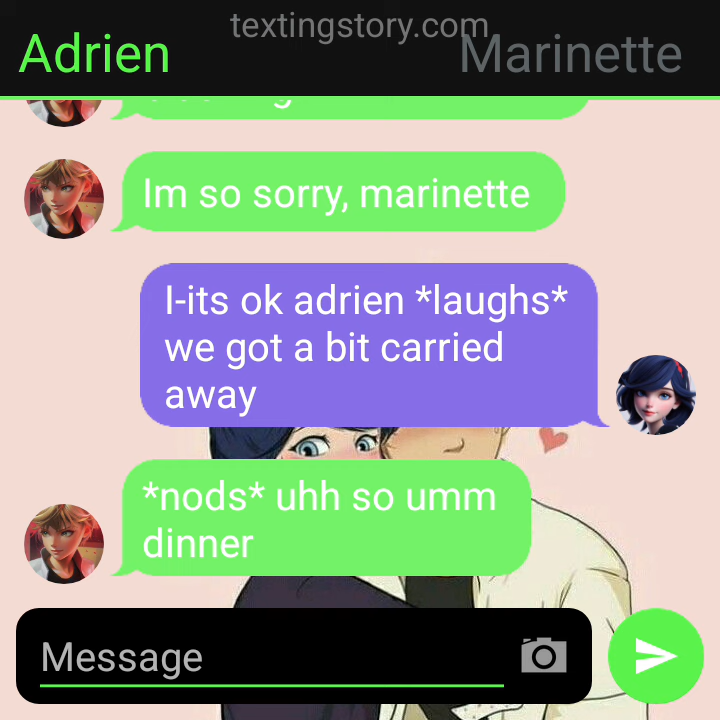 textingstory.com
Adrien
Marinette
Im so sorry, marinette
I-its ok adrien *laughs*
we got a bit carried
away
*nods* uhh so umm
dinner
Message